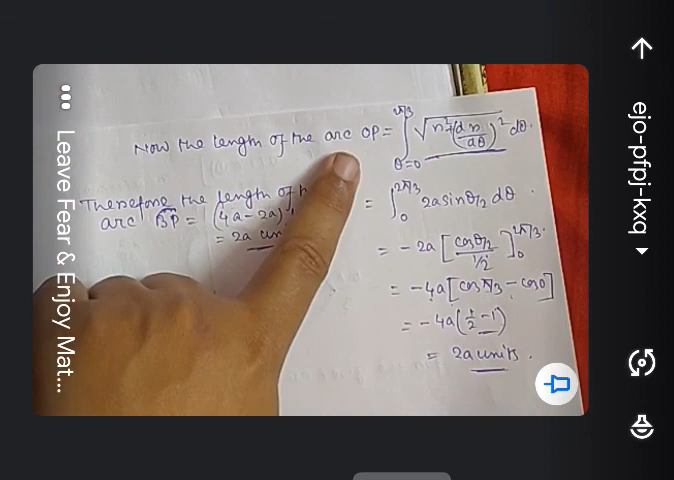 Now the length of the arc OP = ∫_{θ=0}^{2π/3} √(r² + (dr/dθ)²) dθ.
= ∫_0^{2π/3} 2a sin θ/2 dθ.
= -2a [cos θ/2 / 1/2]_0^{2π/3}.
= -4a [cos π/3 - cos 0]
= -4a (1/2 - 1)
= 2a units.
Therefore the length of
arc BP = (4a - 2a)
= 2a
Leave Fear & Enjoy Mat...
ejo-pfpj-kxq